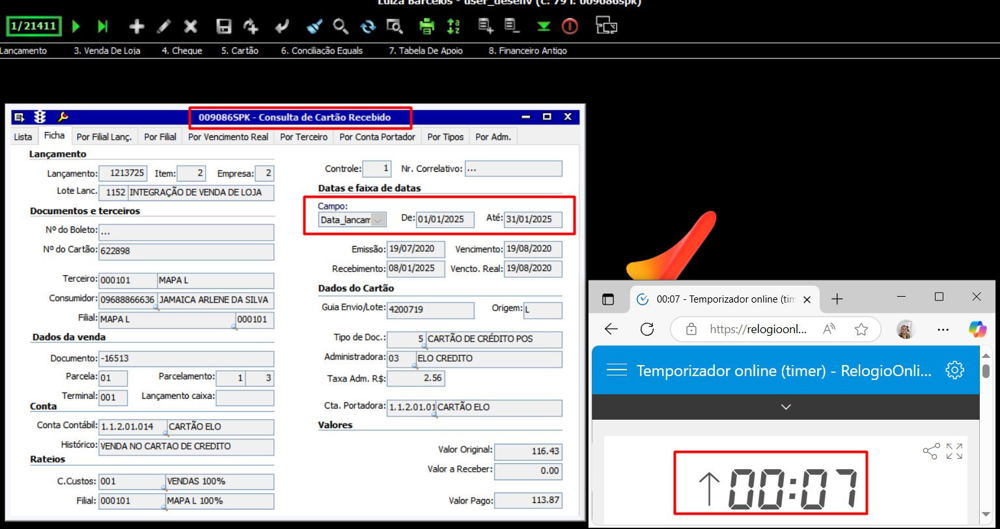 Luiza Barcelos - user_desenv (C: 79 T: 009086spk)
1/21411
Lançamento 3. Venda De Loja 4. Cheque 5. Cartão 6. Conciliação Equals 7. Tabela De Apoio 8. Financeiro Antigo
009086SPK - Consulta de Cartão Recebido
Lista Ficha Por Filial Lanç. Por Filial Por Vencimento Real Por Terceiro Por Conta Portador Por Tipos Por Adm.
Lançamento
Lançamento: 1213725 Item: 2 Empresa: 2
Lote Lanc. 1152 INTEGRAÇÃO DE VENDA DE LOJA
Documentos e terceiros
Nº do Boleto: ...
Nº do Cartão: 622898
Terceiro: 000101 MAPA L
Consumidor: 09688866636 JAMAICA ARLENE DA SILVA
Filial: MAPA L 000101
Dados da venda
Documento: -16513
Parcela: 01 Parcelamento: 1 3
Terminal: 001 Lançamento caixa:
Conta
Conta Contábil: 1.1.2.01.014 CARTÃO ELO
Histórico: VENDA NO CARTAO DE CREDITO
Rateios
C.Custos: 001 VENDAS 100%
Filial: 000101 MAPA L 100%
Controle: 1 Nr. Correlativo: ...
Datas e faixa de datas
Campo:
Data_lancam De: 01/01/2025 Até: 31/01/2025
Emissão: 19/07/2020 Vencimento: 19/08/2020
Recebimento: 08/01/2025 Vencto. Real: 19/08/2020
Dados do Cartão
Guia Envio/Lote: 4200719 Origem: L
Tipo de Doc.: 5 CARTÃO DE CRÉDITO POS
Administradora: 03 ELO CREDITO
Taxa Adm. R$: 2.56
Cta. Portadora: 1.1.2.01.01 CARTÃO ELO
Valores
Valor Original: 116.43
Valor a Receber: 0.00
Valor Pago: 113.87
00:07 - Temporizador online (tim
https://relogioonl...
Temporizador online (timer) - RelogioOnli...
00:07